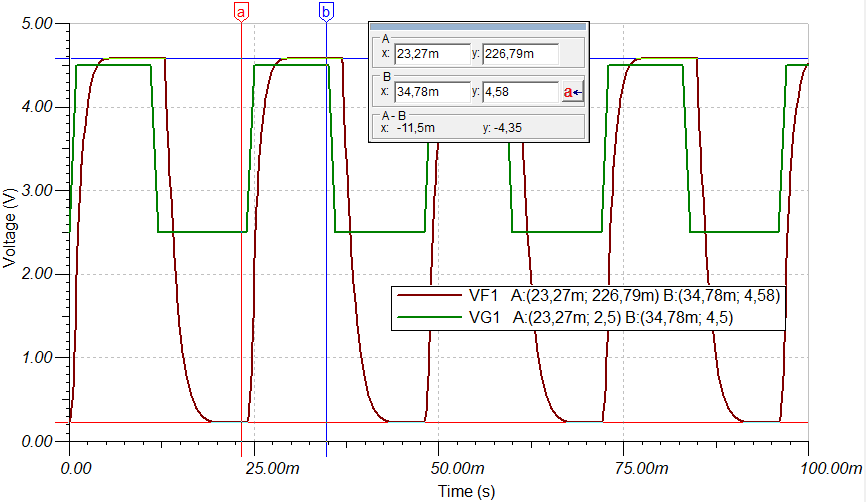 a
b
5.00
4.00
3.00
2.00
1.00
0.00
Voltage (V)
A
x: 23,27m y: 226,79m
B
x: 34,78m y: 4,58 a←
A - B
x: -11,5m y: -4,35
VF1 A:(23,27m; 226,79m) B:(34,78m; 4,58)
VG1 A:(23,27m; 2,5) B:(34,78m; 4,5)
0.00 25.00m 50.00m 75.00m 100.00m
Time (s)